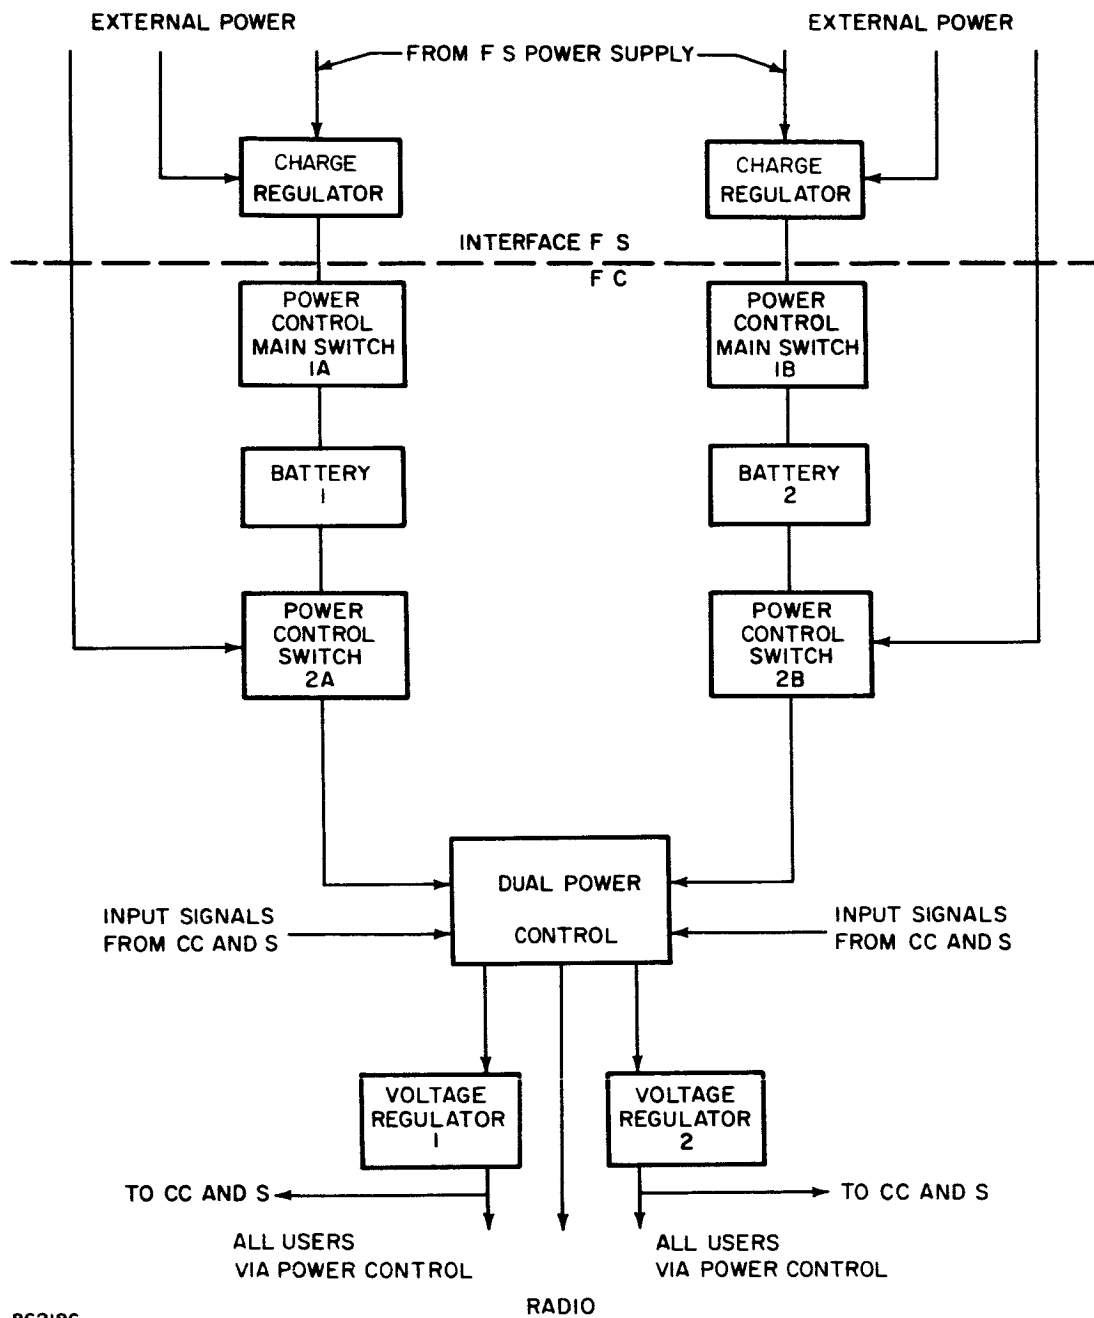 EXTERNAL POWER
EXTERNAL POWER
FROM F S POWER SUPPLY
CHARGE
REGULATOR
CHARGE
REGULATOR
INTERFACE F S
F C
POWER
CONTROL
MAIN SWITCH
1A
POWER
CONTROL
MAIN SWITCH
1B
BATTERY
1
BATTERY
2
POWER
CONTROL
SWITCH
2A
POWER
CONTROL
SWITCH
2B
DUAL POWER
CONTROL
INPUT SIGNALS
FROM CC AND S
INPUT SIGNALS
FROM CC AND S
VOLTAGE
REGULATOR
1
VOLTAGE
REGULATOR
2
TO CC AND S
TO CC AND S
ALL USERS
VIA POWER CONTROL
ALL USERS
VIA POWER CONTROL
RADIO